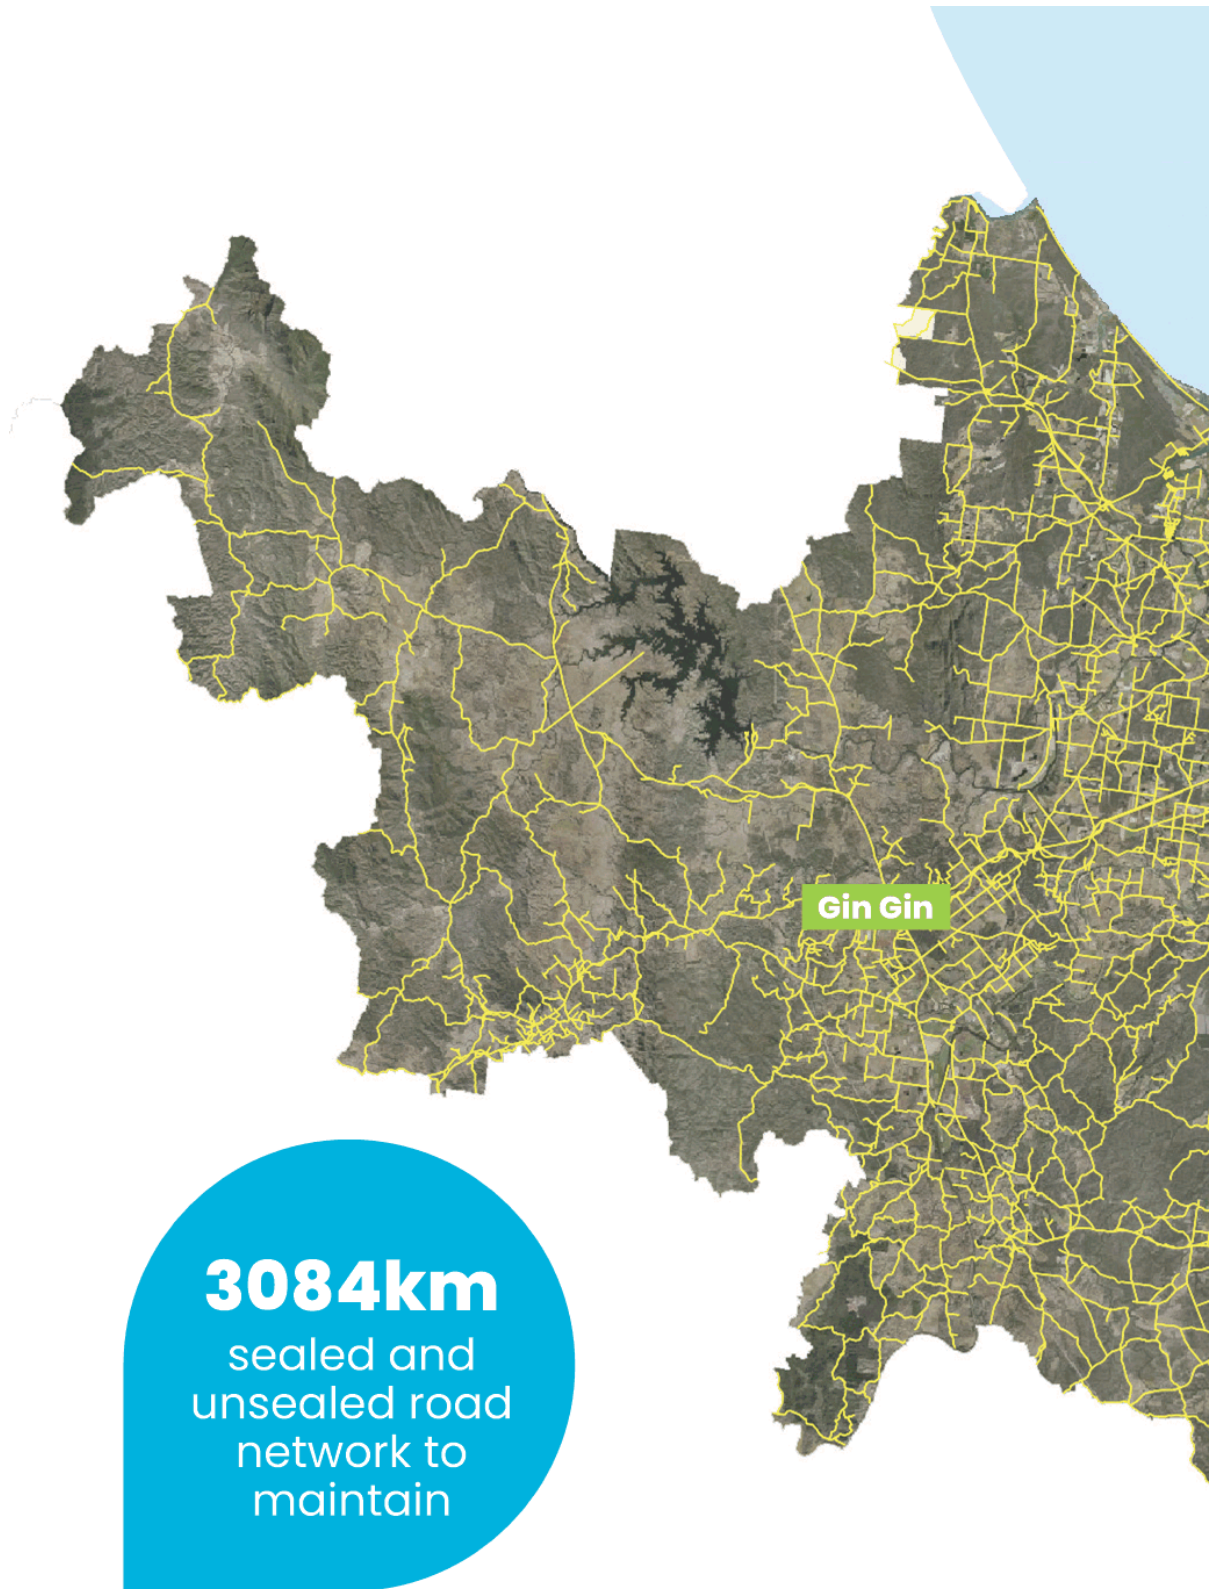 Gin Gin
3084km
sealed and
unsealed road
network to
maintain